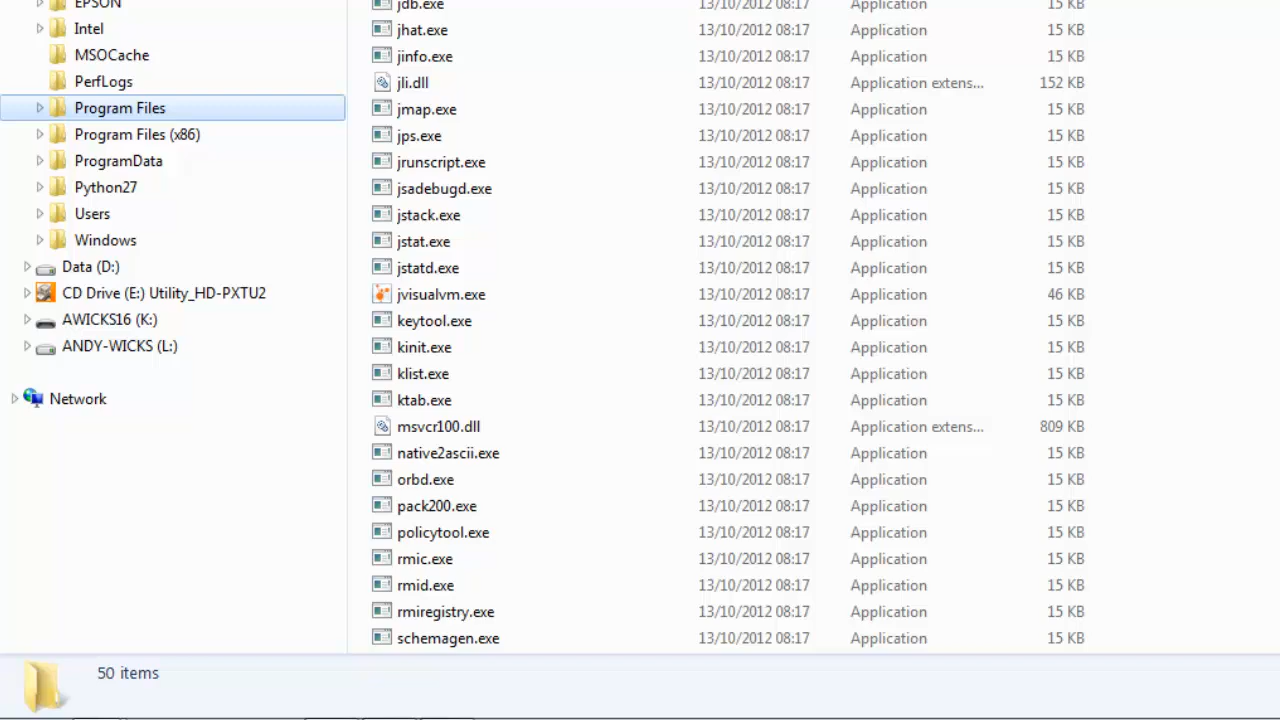 EPSON
Intel
MSOCache
PerfLogs
Program Files
Program Files (x86)
ProgramData
Python27
Users
Windows
Data (D:)
CD Drive (E:) Utility_HD-PXTU2
AWICKS16 (K:)
ANDY-WICKS (L:)
Network
jdb.exe 13/10/2012 08:17 Application 15 KB
jhat.exe 13/10/2012 08:17 Application 15 KB
jinfo.exe 13/10/2012 08:17 Application 15 KB
jli.dll 13/10/2012 08:17 Application extens... 152 KB
jmap.exe 13/10/2012 08:17 Application 15 KB
jps.exe 13/10/2012 08:17 Application 15 KB
jrunscript.exe 13/10/2012 08:17 Application 15 KB
jsadebugd.exe 13/10/2012 08:17 Application 15 KB
jstack.exe 13/10/2012 08:17 Application 15 KB
jstat.exe 13/10/2012 08:17 Application 15 KB
jstatd.exe 13/10/2012 08:17 Application 15 KB
jvisualvm.exe 13/10/2012 08:17 Application 46 KB
keytool.exe 13/10/2012 08:17 Application 15 KB
kinit.exe 13/10/2012 08:17 Application 15 KB
klist.exe 13/10/2012 08:17 Application 15 KB
ktab.exe 13/10/2012 08:17 Application 15 KB
msvcr100.dll 13/10/2012 08:17 Application extens... 809 KB
native2ascii.exe 13/10/2012 08:17 Application 15 KB
orbd.exe 13/10/2012 08:17 Application 15 KB
pack200.exe 13/10/2012 08:17 Application 15 KB
policytool.exe 13/10/2012 08:17 Application 15 KB
rmic.exe 13/10/2012 08:17 Application 15 KB
rmid.exe 13/10/2012 08:17 Application 15 KB
rmiregistry.exe 13/10/2012 08:17 Application 15 KB
schemagen.exe 13/10/2012 08:17 Application 15 KB
50 items